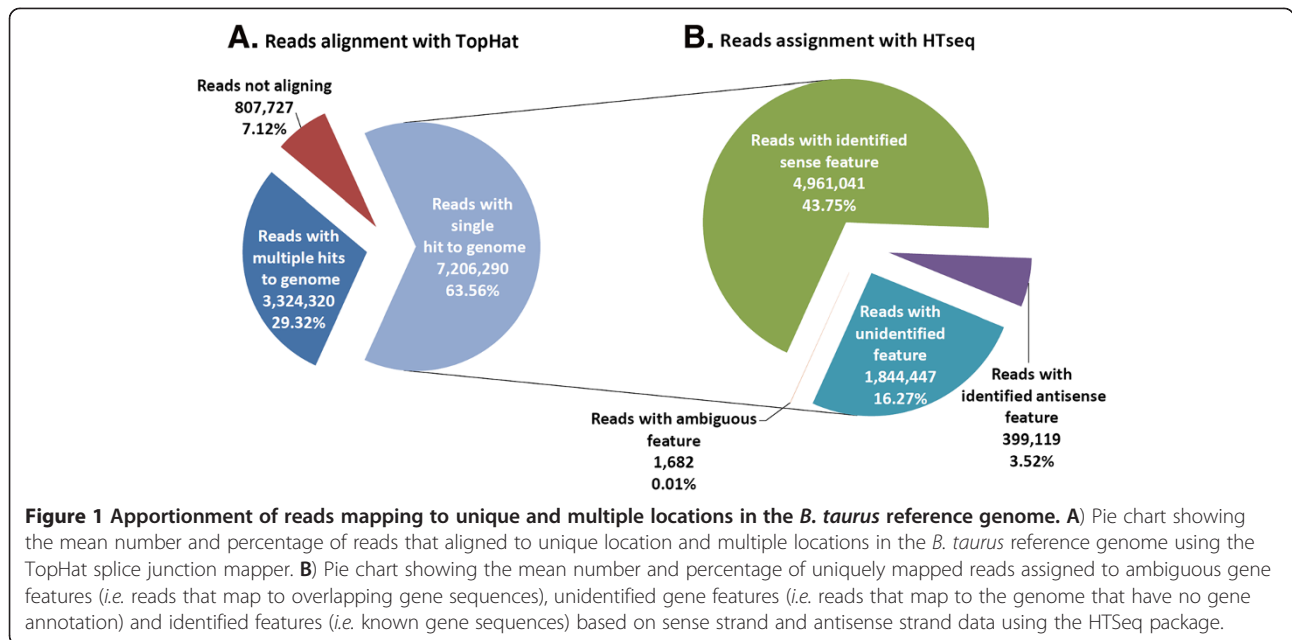 A. Reads alignment with TopHat
B. Reads assignment with HTseq
Reads not aligning
807,727
7.12%
Reads with
multiple hits
to genome
3,324,320
29.32%
Reads with
single
hit to genome
7,206,290
63.56%
Reads with identified
sense feature
4,961,041
43.75%
Reads with
unidentified
feature
1,844,447
16.27%
Reads with
identified antisense
feature
399,119
3.52%
Reads with ambiguous
feature
1,682
0.01%
Figure 1 Apportionment of reads mapping to unique and multiple locations in the B. taurus reference genome. A) Pie chart showing
the mean number and percentage of reads that aligned to unique location and multiple locations in the B. taurus reference genome using the
TopHat splice junction mapper. B) Pie chart showing the mean number and percentage of uniquely mapped reads assigned to ambiguous gene
features (i.e. reads that map to overlapping gene sequences), unidentified gene features (i.e. reads that map to the genome that have no gene
annotation) and identified features (i.e. known gene sequences) based on sense strand and antisense strand data using the HTSeq package.